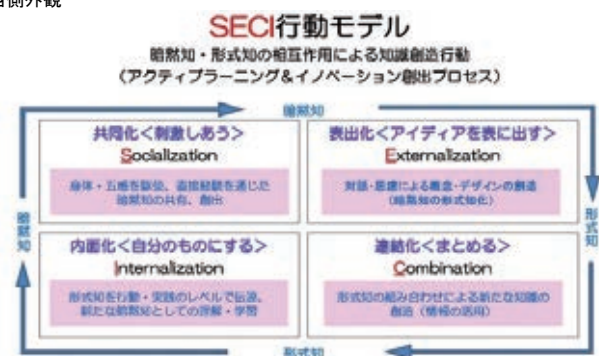 側外観
SECI行動モデル
暗黙知・形式知の相互作用による知識創造行動
（アクティブラーニング&イノベーション創出プロセス）
暗黙知
共同化<刺激しあう>
Socialization
身体・五感を駆使、直接経験を通じた
暗黙知の共有、創出
表出化<アイディアを表に出す>
Externalization
対話・思慮による概念・デザインの創造
（暗黙知の形式知化）
暗黙知
形式知
内面化<自分のものにする>
Internalization
形式知を行動・実践のレベルで伝達、
新たな暗黙知としての理解・学習
連結化<まとめる>
Combination
形式知の組み合わせによる新たな知識の
創造（情報の活用）
形式知